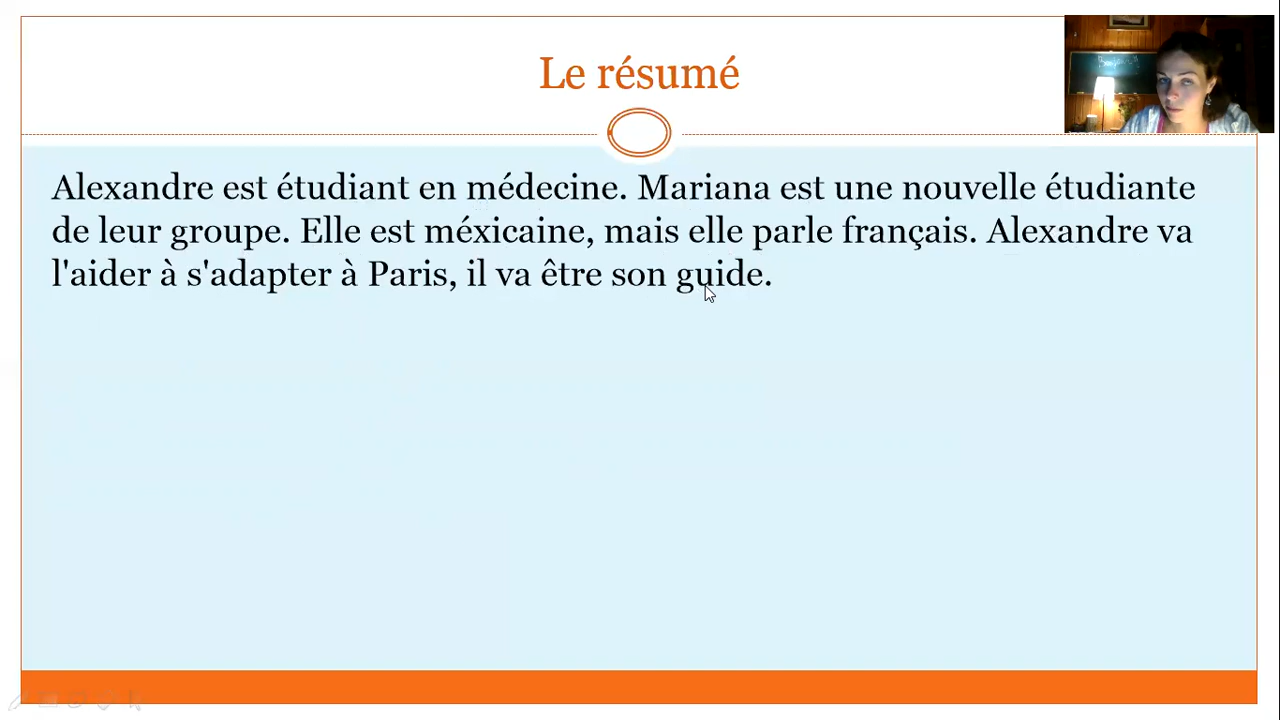 Le résumé
Alexandre est étudiant en médecine. Mariana est une nouvelle étudiante
de leur groupe. Elle est méxicaine, mais elle parle français. Alexandre va
l'aider à s'adapter à Paris, il va être son guide.